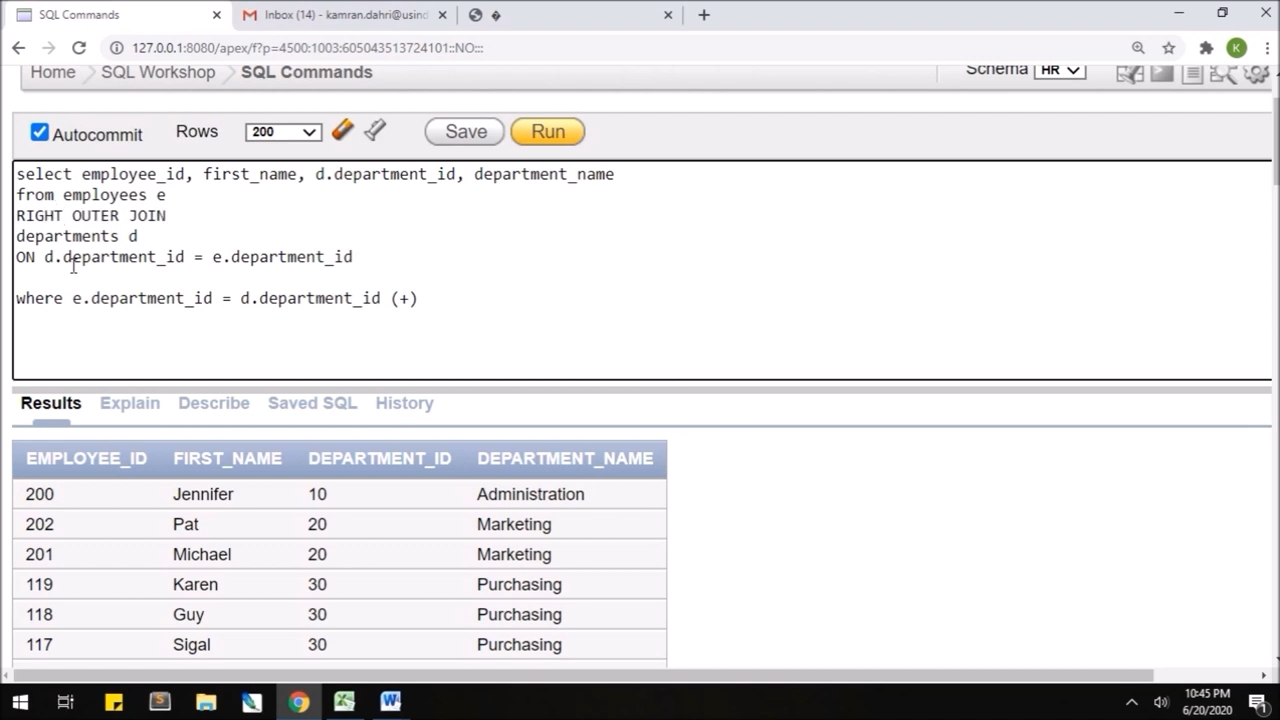 SQL Commands
Inbox (14) - kamran.dahri@usind
127.0.0.1:8080/apex/f?p=4500:1003:605043513724101::NO:::
K
Home > SQL Workshop > SQL Commands
Schema HR
Autocommit Rows 200 Save Run
select employee_id, first_name, d.department_id, department_name
from employees e
RIGHT OUTER JOIN
departments d
ON d.department_id = e.department_id
where e.department_id = d.department_id (+)
Results Explain Describe Saved SQL History
EMPLOYEE_ID FIRST_NAME DEPARTMENT_ID DEPARTMENT_NAME
200 Jennifer 10 Administration
202 Pat 20 Marketing
201 Michael 20 Marketing
119 Karen 30 Purchasing
118 Guy 30 Purchasing
117 Sigal 30 Purchasing
10:45 PM
6/20/2020
1